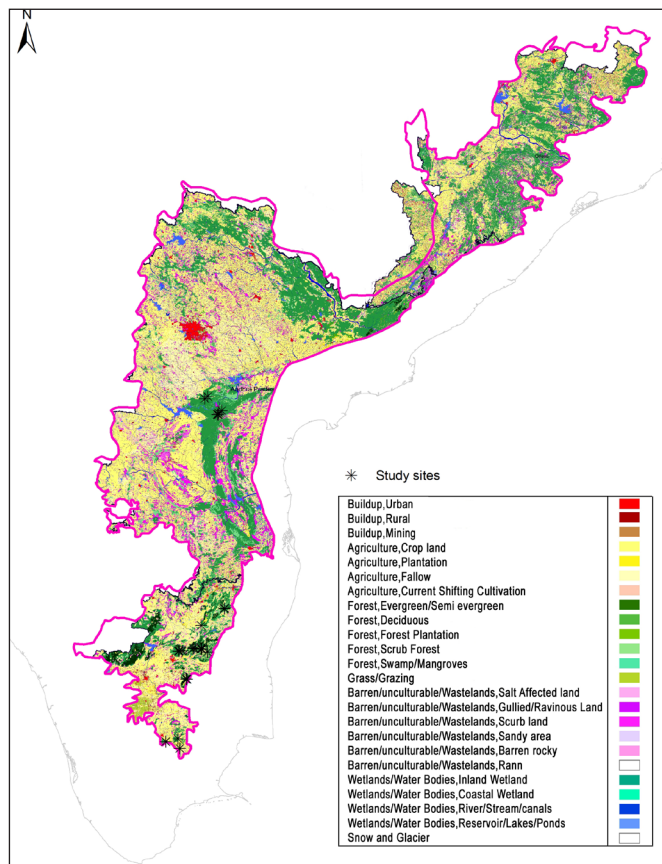 N
Andhra Pradesh
Study sites
Buildup,Urban
Buildup,Rural
Buildup,Mining
Agriculture,Crop land
Agriculture,Plantation
Agriculture,Fallow
Agriculture,Current Shifting Cultivation
Forest,Evergreen/Semi evergreen
Forest,Deciduous
Forest,Forest Plantation
Forest,Scrub Forest
Forest,Swamp/Mangroves
Grass/Grazing
Barren/unculturable/Wastelands,Salt Affected land
Barren/unculturable/Wastelands,Gullied/Ravinous Land
Barren/unculturable/Wastelands,Scurb land
Barren/unculturable/Wastelands,Sandy area
Barren/unculturable/Wastelands,Barren rocky
Barren/unculturable/Wastelands,Rann
Wetlands/Water Bodies,Inland Wetland
Wetlands/Water Bodies,Coastal Wetland
Wetlands/Water Bodies,River/Stream/canals
Wetlands/Water Bodies,Reservoir/Lakes/Ponds
Snow and Glacier